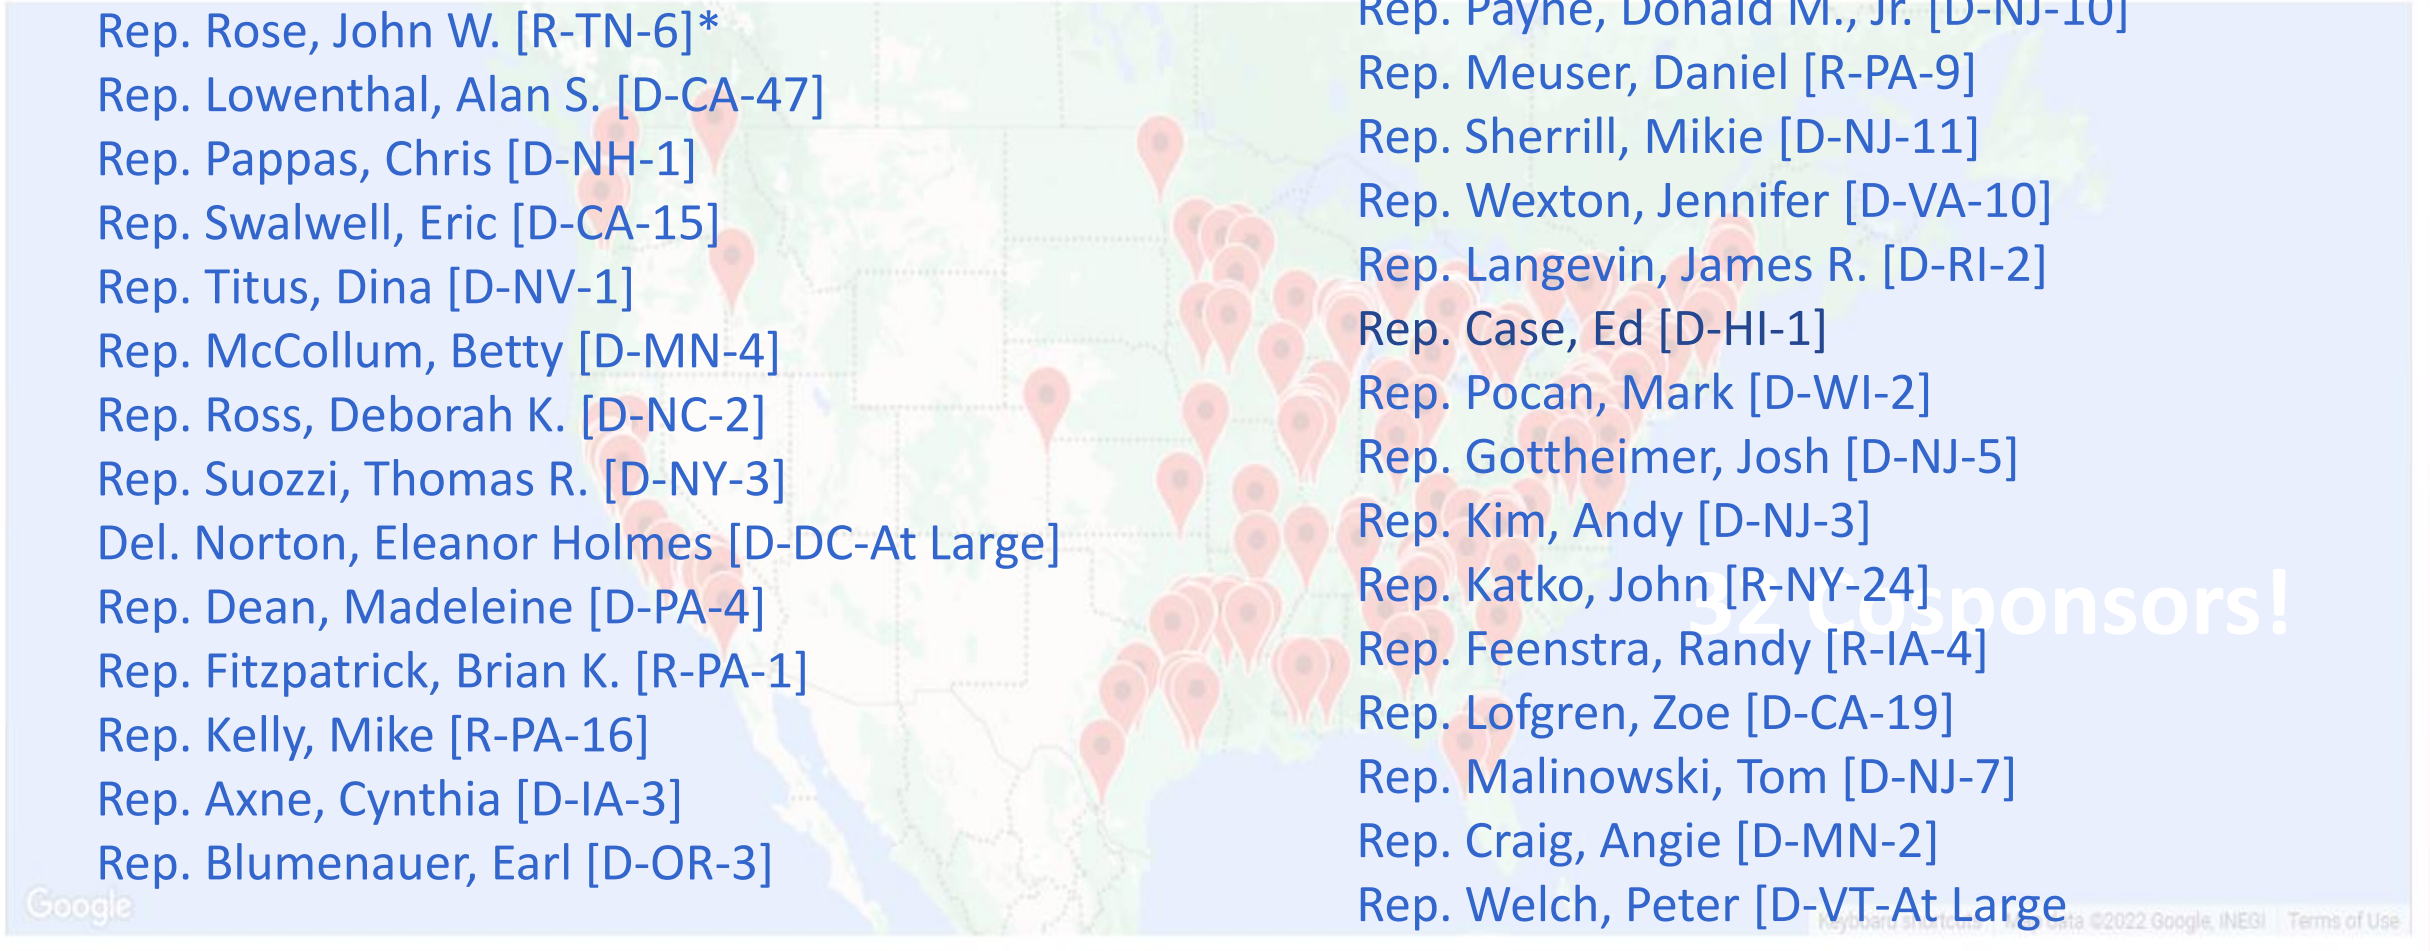 Rep. Rose, John W. [R-TN-6]*
Rep. Lowenthal, Alan S. [D-CA-47]
Rep. Pappas, Chris [D-NH-1]
Rep. Swalwell, Eric [D-CA-15]
Rep. Titus, Dina [D-NV-1]
Rep. McCollum, Betty [D-MN-4]
Rep. Ross, Deborah K. [D-NC-2]
Rep. Suozzi, Thomas R. [D-NY-3]
Del. Norton, Eleanor Holmes [D-DC-At Large]
Rep. Dean, Madeleine [D-PA-4]
Rep. Fitzpatrick, Brian K. [R-PA-1]
Rep. Kelly, Mike [R-PA-16]
Rep. Axne, Cynthia [D-IA-3]
Rep. Blumenauer, Earl [D-OR-3]
Google
Rep. Payne, Donald M., Jr. [D-NJ-10]
Rep. Meuser, Daniel [R-PA-9]
Rep. Sherrill, Mikie [D-NJ-11]
Rep. Wexton, Jennifer [D-VA-10]
Rep. Langevin, James R. [D-RI-2]
Rep. Case, Ed [D-HI-1]
Rep. Pocan, Mark [D-WI-2]
Rep. Gottheimer, Josh [D-NJ-5]
Rep. Kim, Andy [D-NJ-3]
Rep. Katko, John [R-NY-24]
32 Cosponsors!
Rep. Feenstra, Randy [R-IA-4]
Rep. Lofgren, Zoe [D-CA-19]
Rep. Malinowski, Tom [D-NJ-7]
Rep. Craig, Angie [D-MN-2]
Rep. Welch, Peter [D-VT-At Large
Keyboard shortcuts Map data ©2022 Google, INEGI Terms of Use